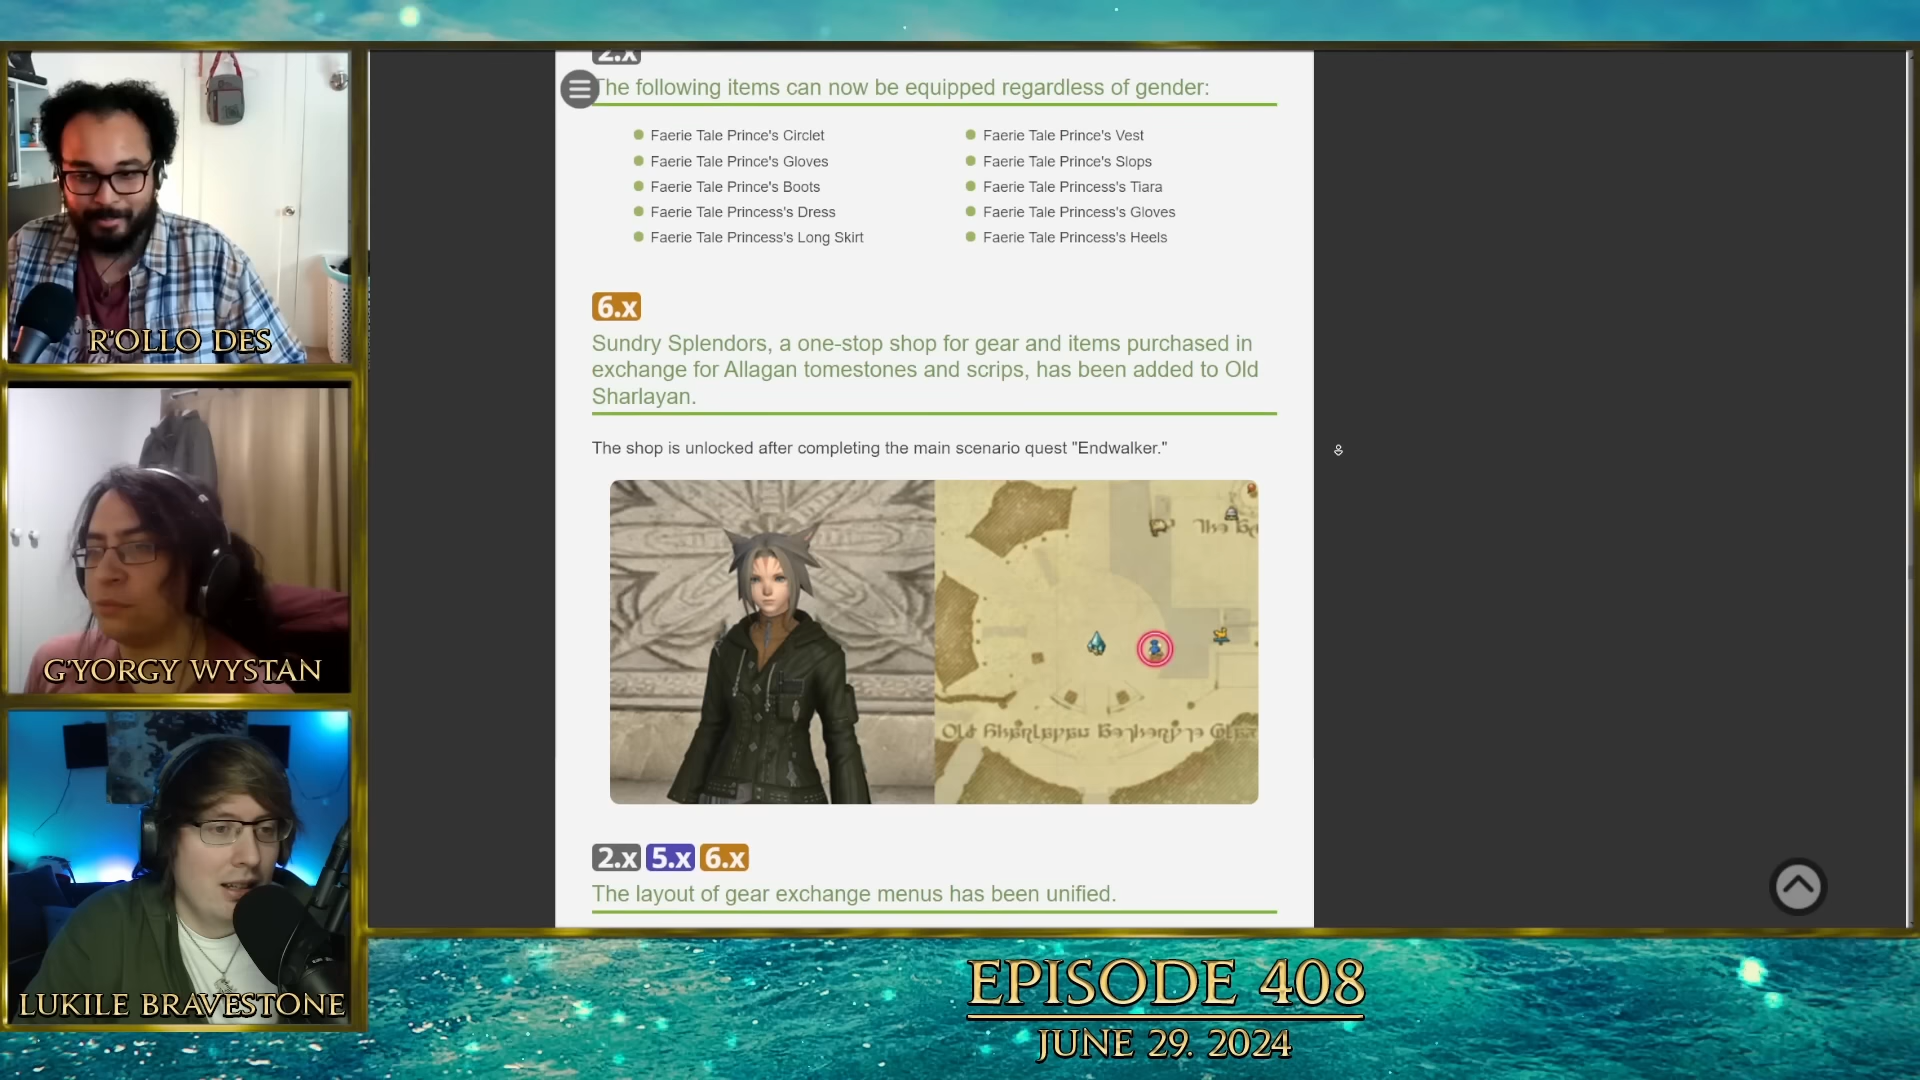 2.x
The following items can now be equipped regardless of gender:
Faerie Tale Prince's Circlet
Faerie Tale Prince's Vest
Faerie Tale Prince's Gloves
Faerie Tale Prince's Slops
Faerie Tale Prince's Boots
Faerie Tale Princess's Tiara
Faerie Tale Princess's Dress
Faerie Tale Princess's Gloves
Faerie Tale Princess's Long Skirt
Faerie Tale Princess's Heels
6.x
Sundry Splendors, a one-stop shop for gear and items purchased in
exchange for Allagan tomestones and scrips, has been added to Old
Sharlayan.
The shop is unlocked after completing the main scenario quest "Endwalker."
2.x 5.x 6.x
The layout of gear exchange menus has been unified.
R'OLLO DES
G'YORGY WYSTAN
LUKILE BRAVESTONE
EPISODE 408
JUNE 29. 2024